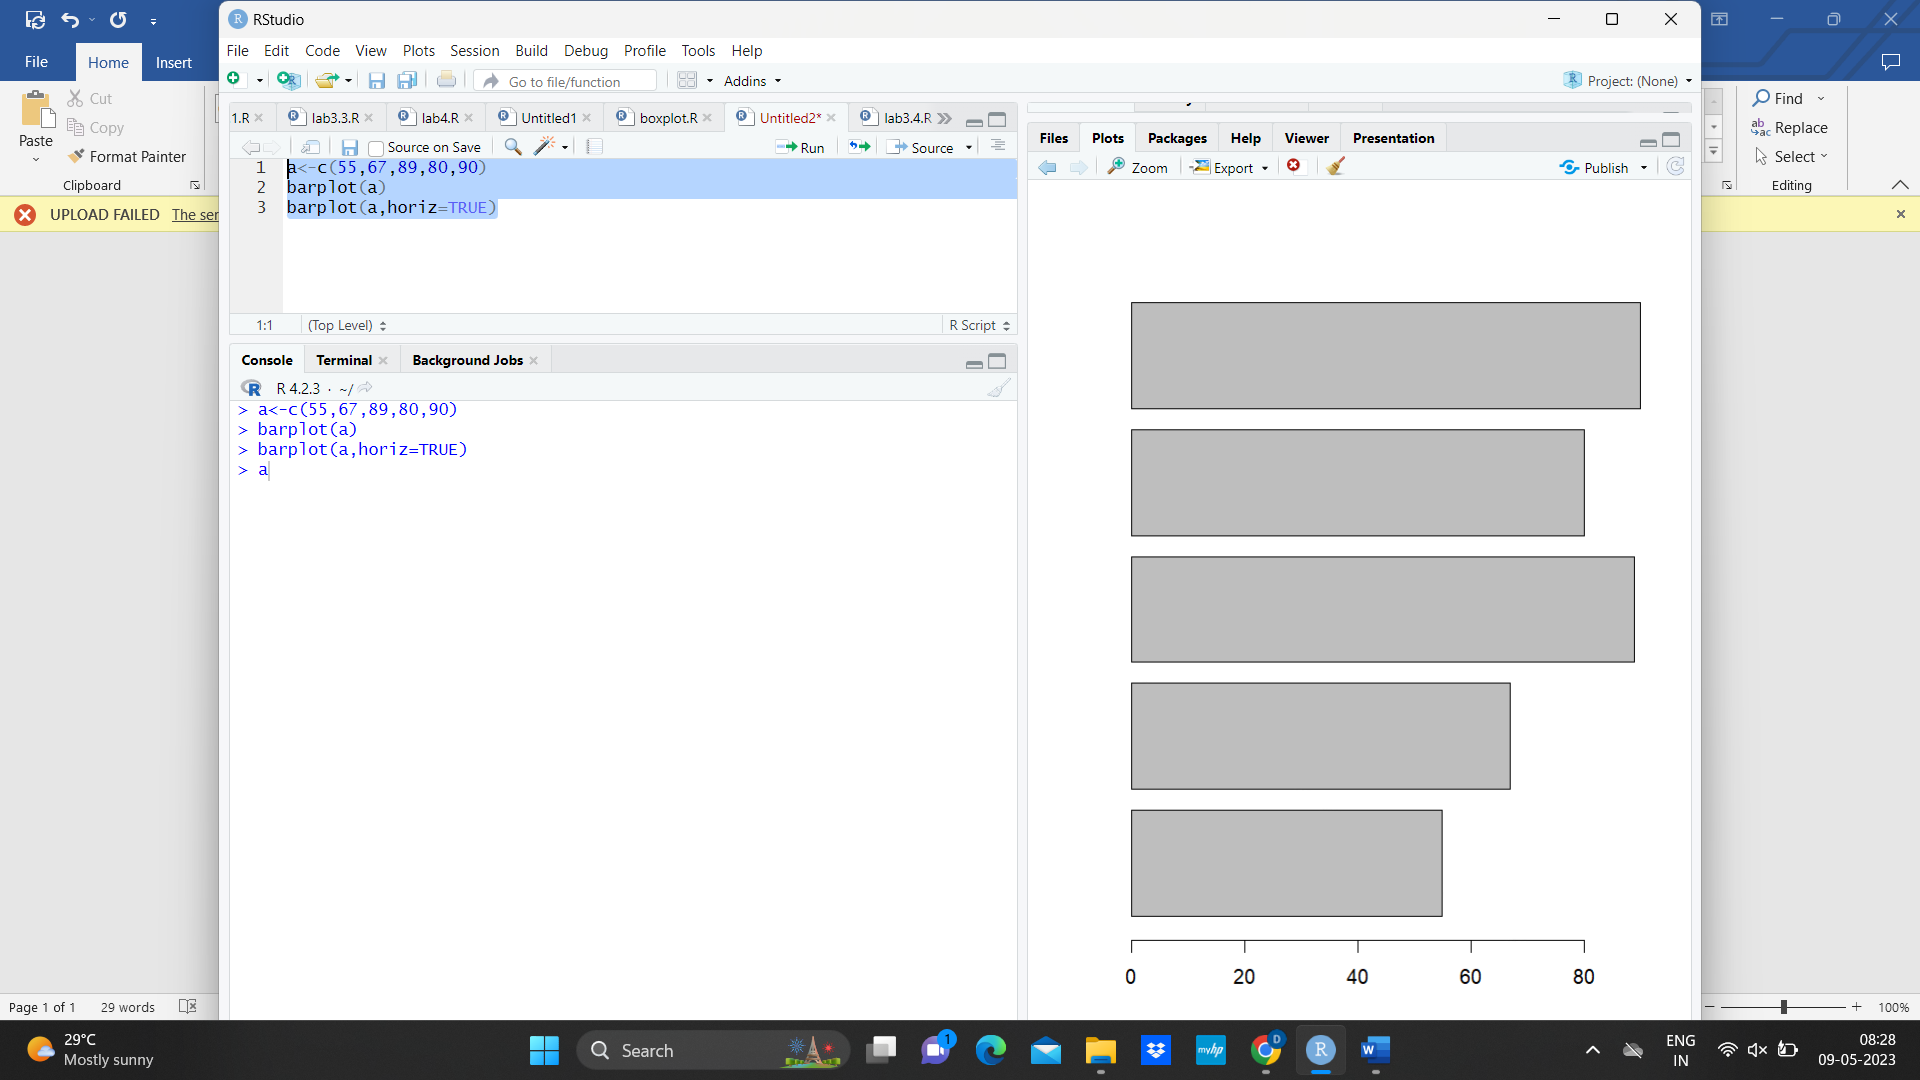 RStudio
File Home Insert
File Edit Code View Plots Session Build Debug Profile Tools Help
Go to file/function Addins Project: (None)
Cut
Copy
Paste
Format Painter
Clipboard
Find
Replace
Select
Editing
UPLOAD FAILED The ser
1.R lab3.3.R lab4.R Untitled1 boxplot.R Untitled2* lab3.4.R
Source on Save Run Source
1 a<-c(55,67,89,80,90)
2 barplot(a)
3 barplot(a,horiz=TRUE)
1:1 (Top Level) R Script
Console Terminal Background Jobs
R 4.2.3 · ~/
> a<-c(55,67,89,80,90)
> barplot(a)
> barplot(a,horiz=TRUE)
> a
Files Plots Packages Help Viewer Presentation
Zoom Export Publish
0 20 40 60 80
Page 1 of 1 29 words 100%
29°C
Mostly sunny
Search
1
D
myhp
R
W
ENG
IN
08:28
09-05-2023